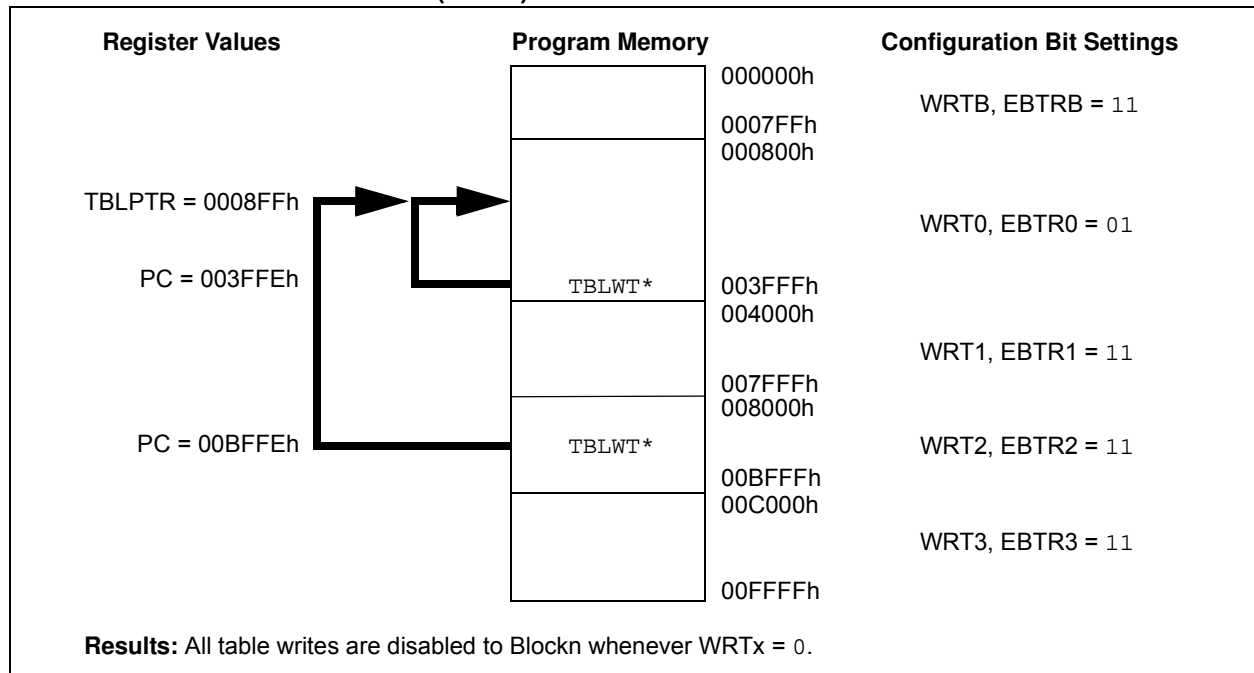 Register Values Program Memory Configuration Bit Settings
000000h
WRTB, EBTRB = 11
0007FFh
000800h
TBLPTR = 0008FFh
WRT0, EBTR0 = 01
PC = 003FFEh TBLWT* 003FFFh
004000h
WRT1, EBTR1 = 11
007FFFh
008000h
PC = 00BFFEh TBLWT* WRT2, EBTR2 = 11
00BFFFh
00C000h
WRT3, EBTR3 = 11
00FFFFh
Results: All table writes are disabled to Blockn whenever WRTx = 0.